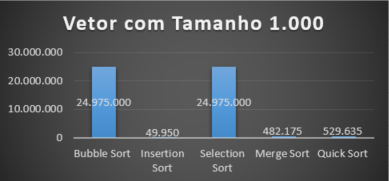 Vetor com Tamanho 1.000
30.000.000
20.000.000
10.000.000
0
24.975.000
49.950
24.975.000
482.175
529.635
Bubble Sort
Insertion
Sort
Selection
Sort
Merge Sort
Quick Sort